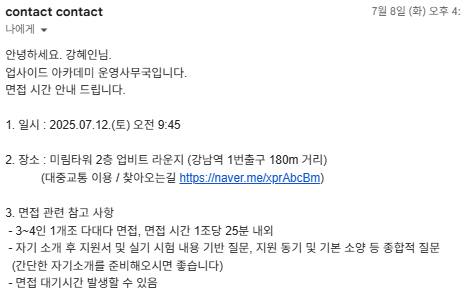 contact contact
7월 8일 (화) 오후 4:
나에게
안녕하세요. 강혜인님.
업사이드 아카데미 운영사무국입니다.
면접 시간 안내 드립니다.
1. 일시 : 2025.07.12.(토) 오전 9:45
2. 장소 : 미림타워 2층 업비트 라운지 (강남역 1번출구 180m 거리)
(대중교통 이용 / 찾아오는길 https://naver.me/xprAbcBm)
3. 면접 관련 참고 사항
- 3~4인 1개조 다대다 면접, 면접 시간 1조당 25분 내외
- 자기 소개 후 지원서 및 실기 시험 내용 기반 질문, 지원 동기 및 기본 소양 등 종합적 질문
(간단한 자기소개를 준비해오시면 좋습니다)
- 면접 대기시간 발생할 수 있음